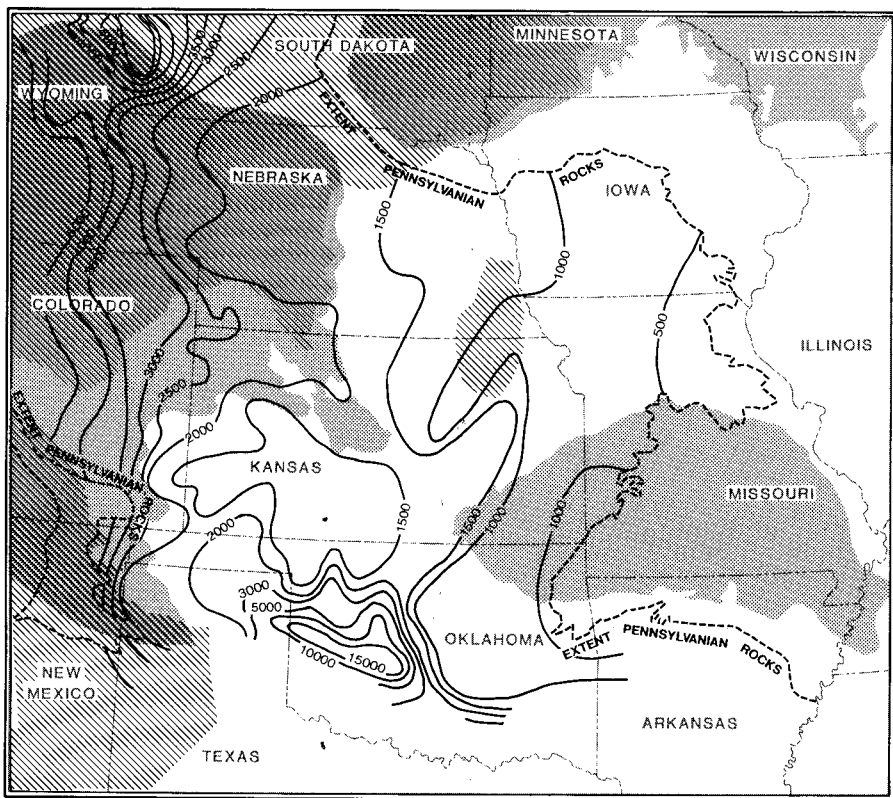 SOUTH DAKOTA
MINNESOTA
WISCONSIN
3000
2500
WYOMING
2000
EXTENT
PENNSYLVANIAN
ROCKS
NEBRASKA
IOWA
1500
1000
COLORADO
3000
500
ILLINOIS
2500
2000
EXTENT PENNSYLVANIAN
ROCKS
KANSAS
MISSOURI
1500
1500
1000
1000
2000
3000
5000
10000
15000
OKLAHOMA
EXTENT
PENNSYLVANIAN
ROCKS
NEW
MEXICO
ARKANSAS
TEXAS